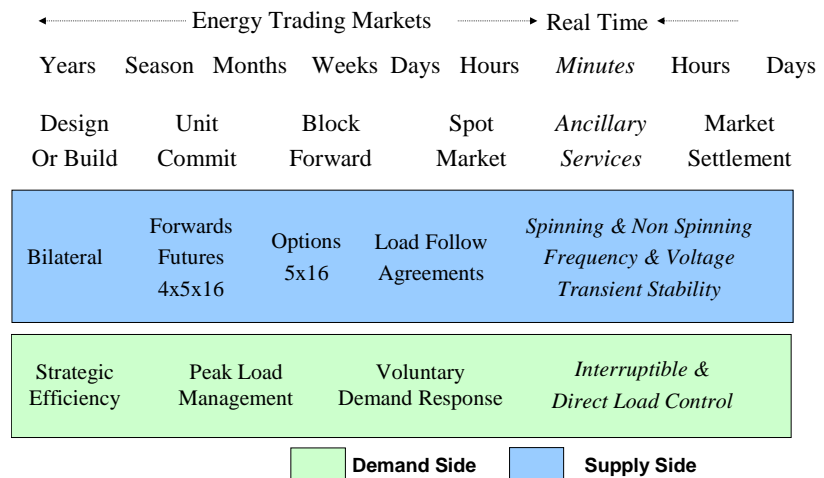 Energy Trading Markets Real Time
Years Season Months Weeks Days Hours Minutes Hours Days
Design Unit Block Spot Ancillary Market
Or Build Commit Forward Market Services Settlement
Bilateral
Forwards
Futures
4x5x16
Options
5x16
Load Follow
Agreements
Spinning & Non Spinning
Frequency & Voltage
Transient Stability
Strategic
Efficiency
Peak Load
Management
Voluntary
Demand Response
Interruptible &
Direct Load Control
Demand Side Supply Side